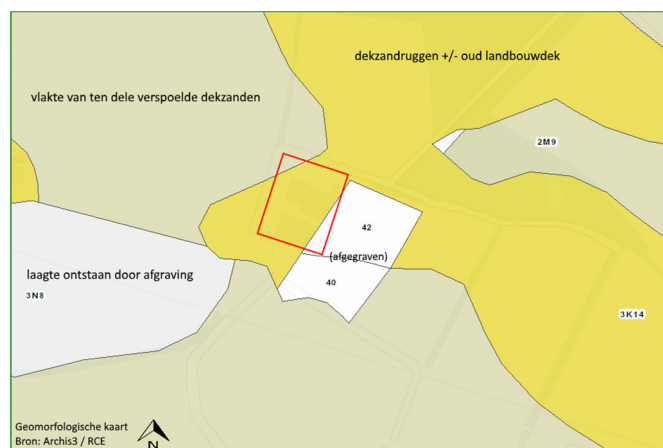 dekzandruggen +/- oud landbouwdek
vlakte van ten dele verspoelde dekzanden
2M9
42
(afgegraven)
laagte ontstaan door afgraving
40
3N8
3K14
Geomorfologische kaart
Bron: Archis3 / RCE
N